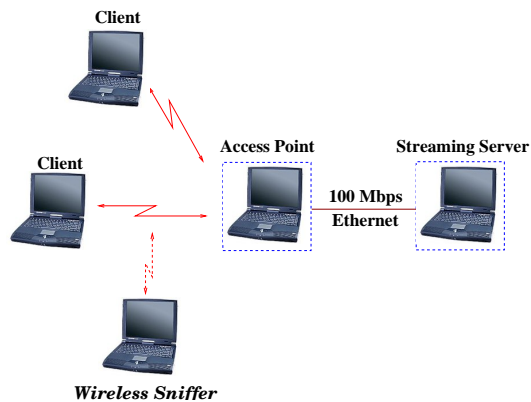 Client
Client
Access Point
Streaming Server
100 Mbps
Ethernet
Wireless Sniffer